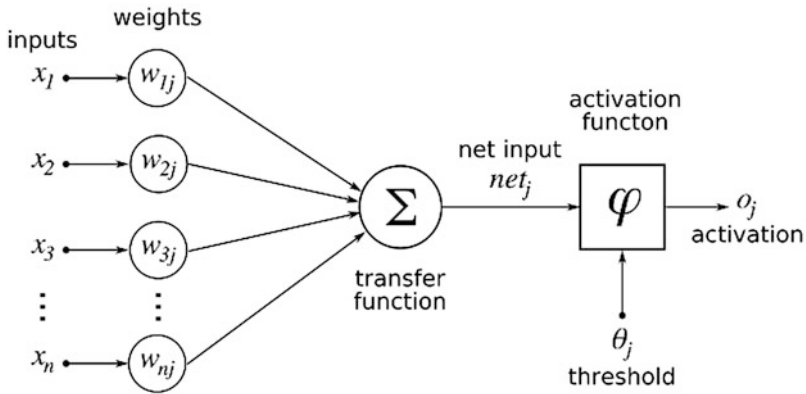 weights
inputs
x1 w1j
x2 w2j
x3 w3j
⋮ ⋮
xn wnj
Σ
transfer
function
net input
netj
activation
functon
φ
oj
activation
θj
threshold